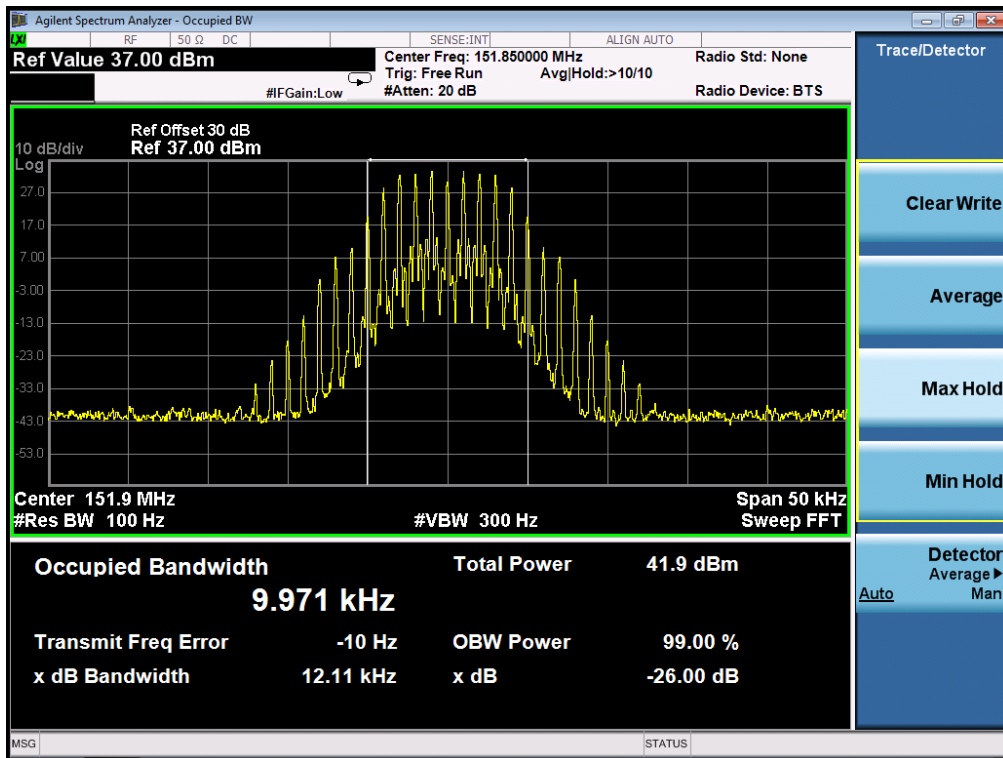 Agilent Spectrum Analyzer - Occupied BW
LXI RF 50 Ω DC SENSE:INT ALIGN AUTO
Ref Value 37.00 dBm
Center Freq: 151.850000 MHz Radio Std: None
Trig: Free Run Avg|Hold:>10/10
#IFGain:Low #Atten: 20 dB Radio Device: BTS
Ref Offset 30 dB
10 dB/div Ref 37.00 dBm
Log
27.0
17.0
7.00
-3.00
-13.0
-23.0
-33.0
-43.0
-53.0
Center 151.9 MHz Span 50 kHz
#Res BW 100 Hz #VBW 300 Hz Sweep FFT
Occupied Bandwidth Total Power 41.9 dBm
9.971 kHz
Transmit Freq Error -10 Hz OBW Power 99.00 %
x dB Bandwidth 12.11 kHz x dB -26.00 dB
MSG STATUS
Trace/Detector
Clear Write
Average
Max Hold
Min Hold
Detector
Average
Auto Man